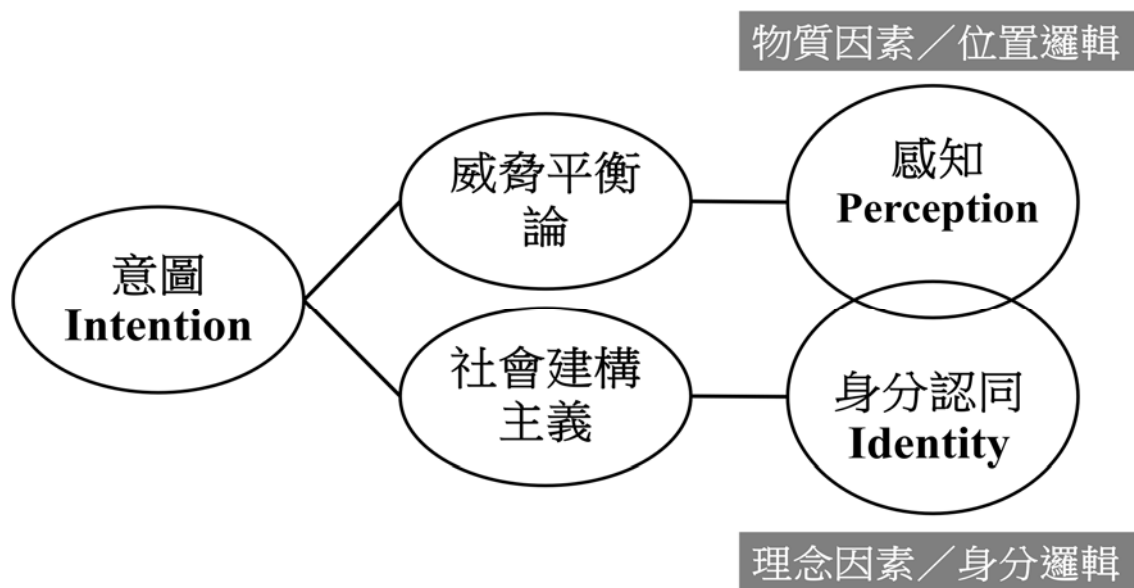 物質因素／位置邏輯
威脅平衡
論
感知
Perception
意圖
Intention
社會建構
主義
身分認同
Identity
理念因素／身分邏輯